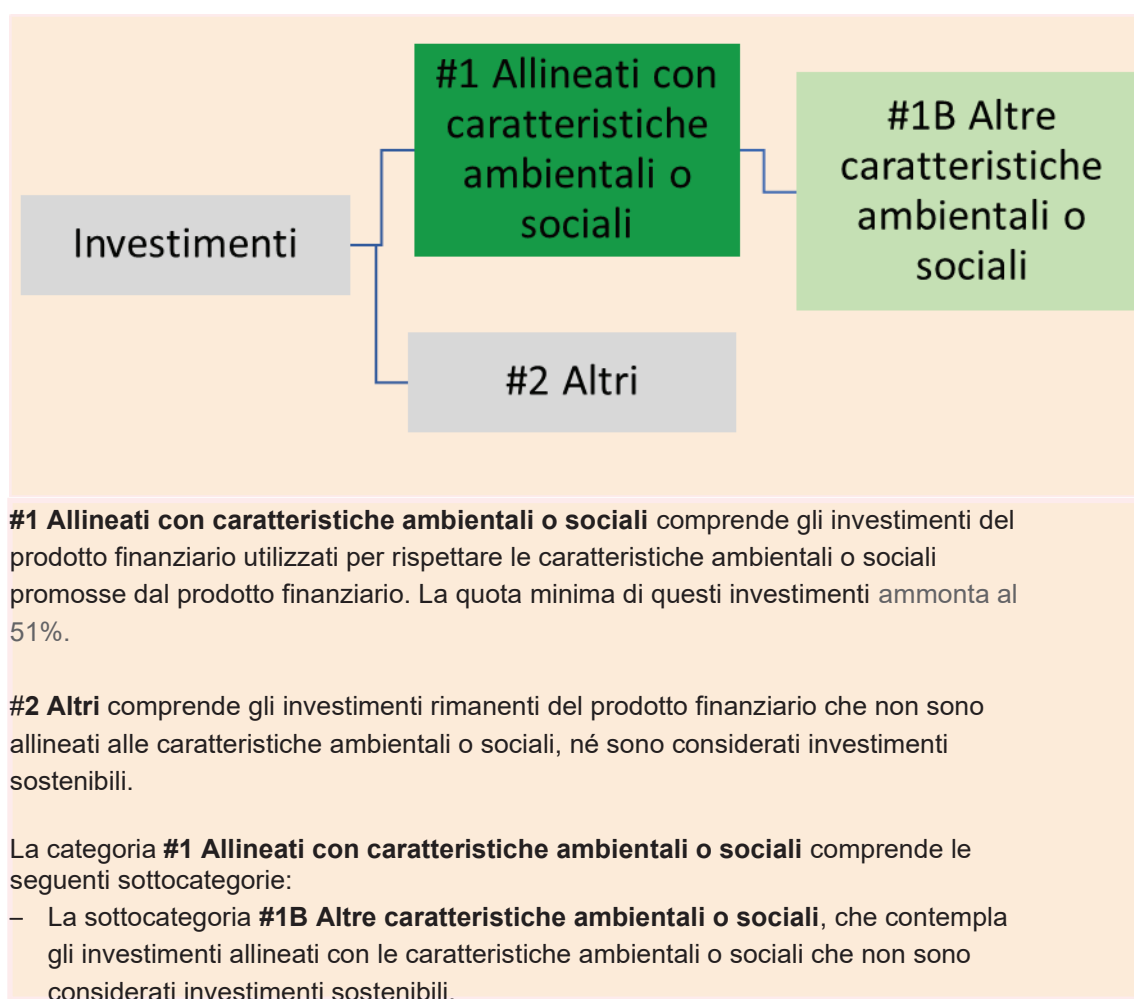 #1 Allineati con
caratteristiche
ambientali o
sociali
#1B Altre
caratteristiche
ambientali o
sociali
Investimenti
#2 Altri
#1 Allineati con caratteristiche ambientali o sociali comprende gli investimenti del
prodotto finanziario utilizzati per rispettare le caratteristiche ambientali o sociali
promosse dal prodotto finanziario. La quota minima di questi investimenti ammonta al
51%.
#2 Altri comprende gli investimenti rimanenti del prodotto finanziario che non sono
allineati alle caratteristiche ambientali o sociali, né sono considerati investimenti
sostenibili.
La categoria #1 Allineati con caratteristiche ambientali o sociali comprende le
seguenti sottocategorie:
– La sottocategoria #1B Altre caratteristiche ambientali o sociali, che contempla
gli investimenti allineati con le caratteristiche ambientali o sociali che non sono
considerati investimenti sostenibili.